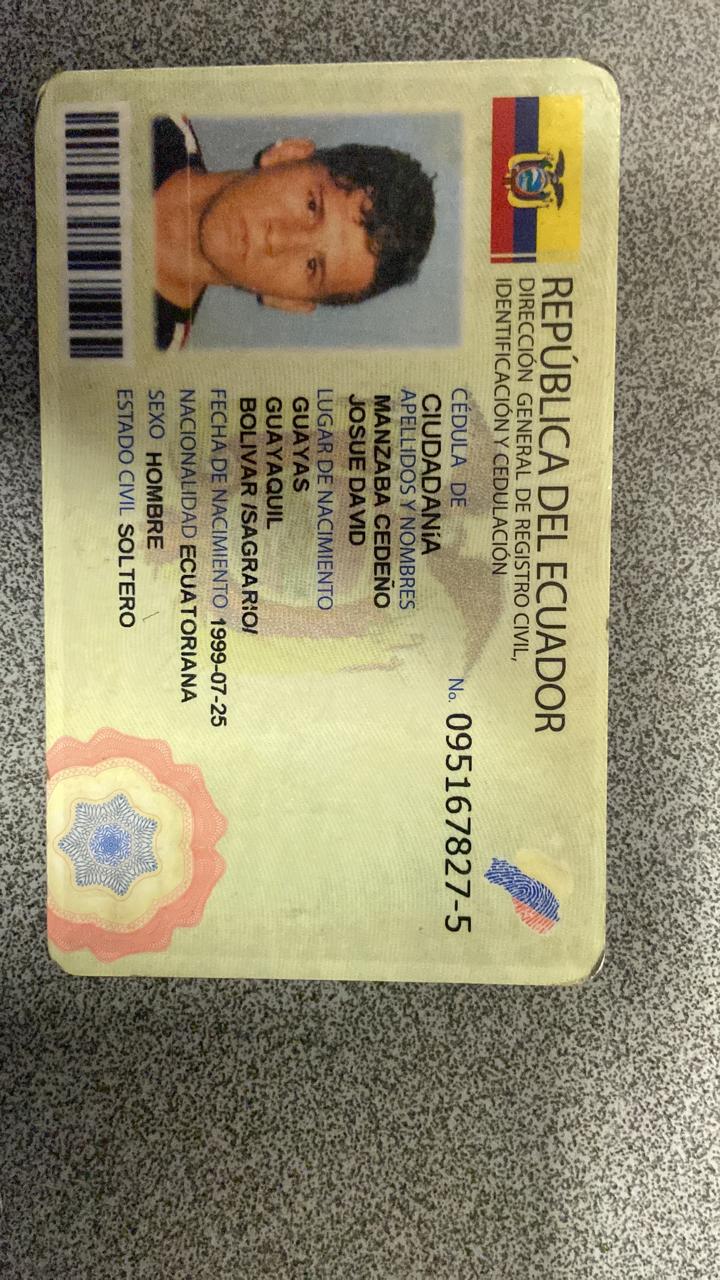 REPÚBLICA DEL ECUADOR
DIRECCIÓN GENERAL DE REGISTRO CIVIL,
IDENTIFICACIÓN Y CEDULACIÓN
CÉDULA DE
No. 095167827-5
CIUDADANíA
APELLIDOS Y NOMBRES
MANZABA CEDEÑO
JOSUE DAVID
LUGAR DE NACIMIENTO
GUAYAS
GUAYAQUIL
BOLIVAR /SAGRARIO/
FECHA DE NACIMIENTO 1999-07-25
NACIONALIDAD ECUATORIANA
SEXO HOMBRE
ESTADO CIVIL SOLTERO